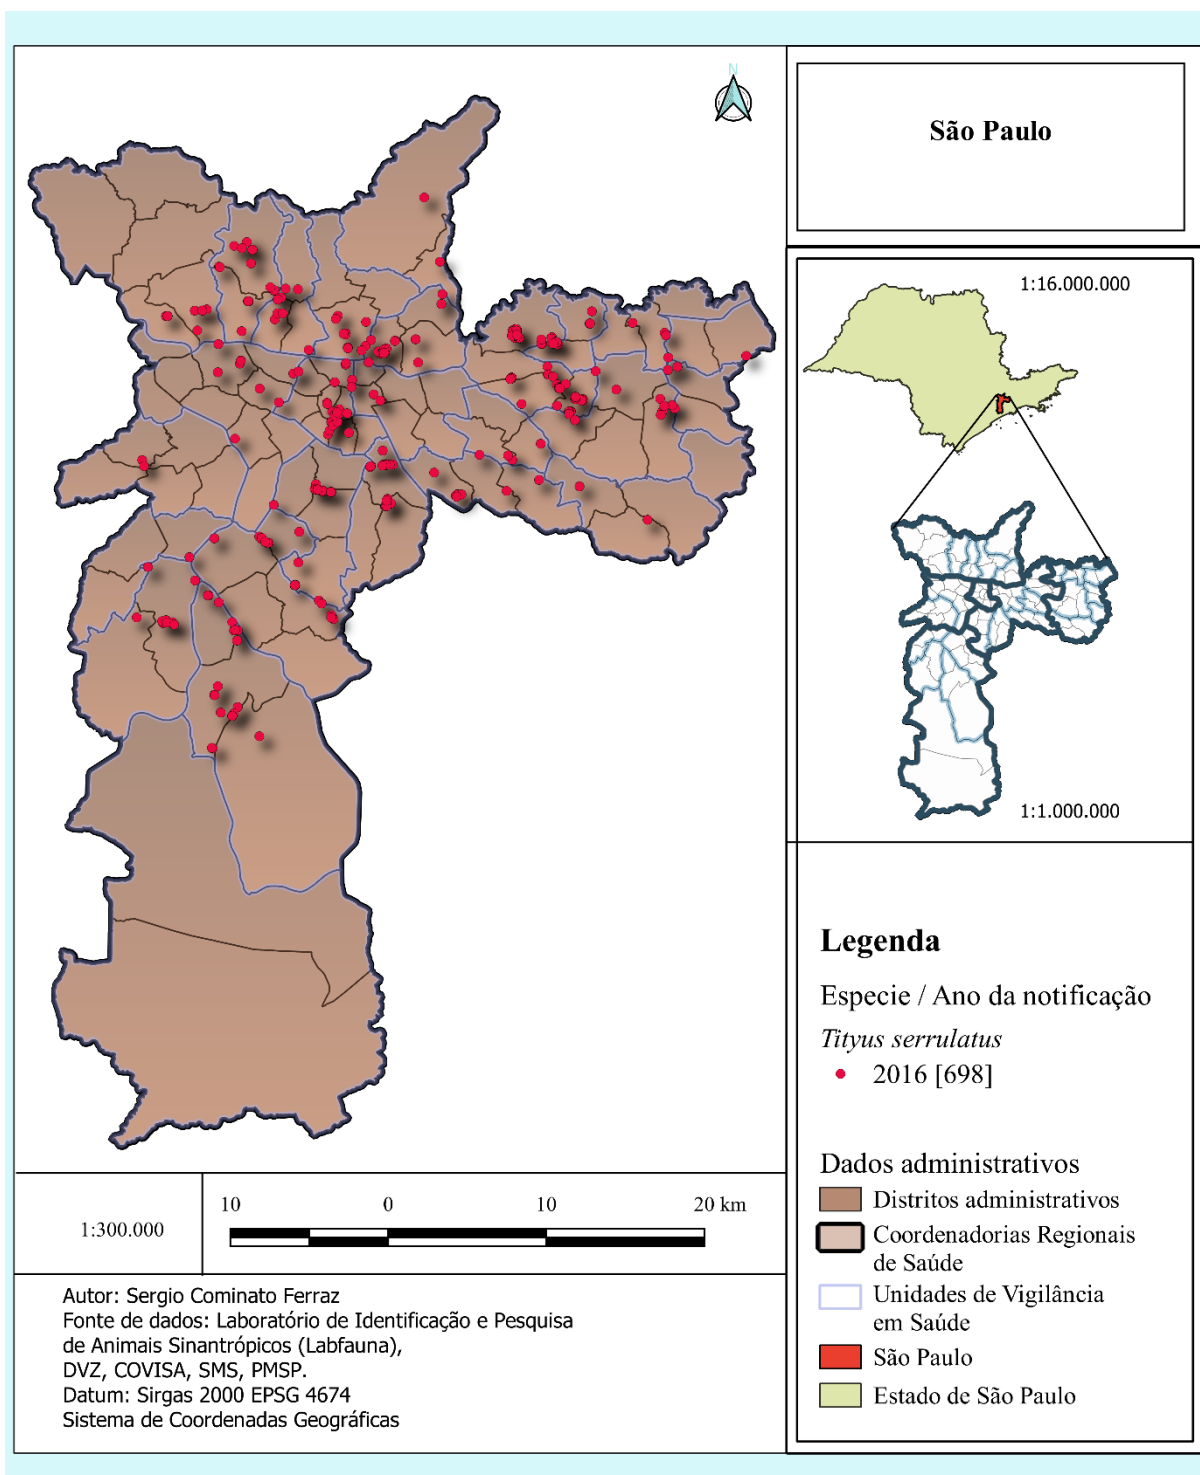 N
São Paulo
1:16.000.000
1:1.000.000
Legenda
Especie / Ano da notificação
Tityus serrulatus
2016 [698]
Dados administrativos
Distritos administrativos
Coordenadorias Regionais
de Saúde
Unidades de Vigilância
em Saúde
São Paulo
Estado de São Paulo
1:300.000
10 0 10 20 km
Autor: Sergio Cominato Ferraz
Fonte de dados: Laboratório de Identificação e Pesquisa
de Animais Sinantrópicos (Labfauna),
DVZ, COVISA, SMS, PMSP.
Datum: Sirgas 2000 EPSG 4674
Sistema de Coordenadas Geográficas